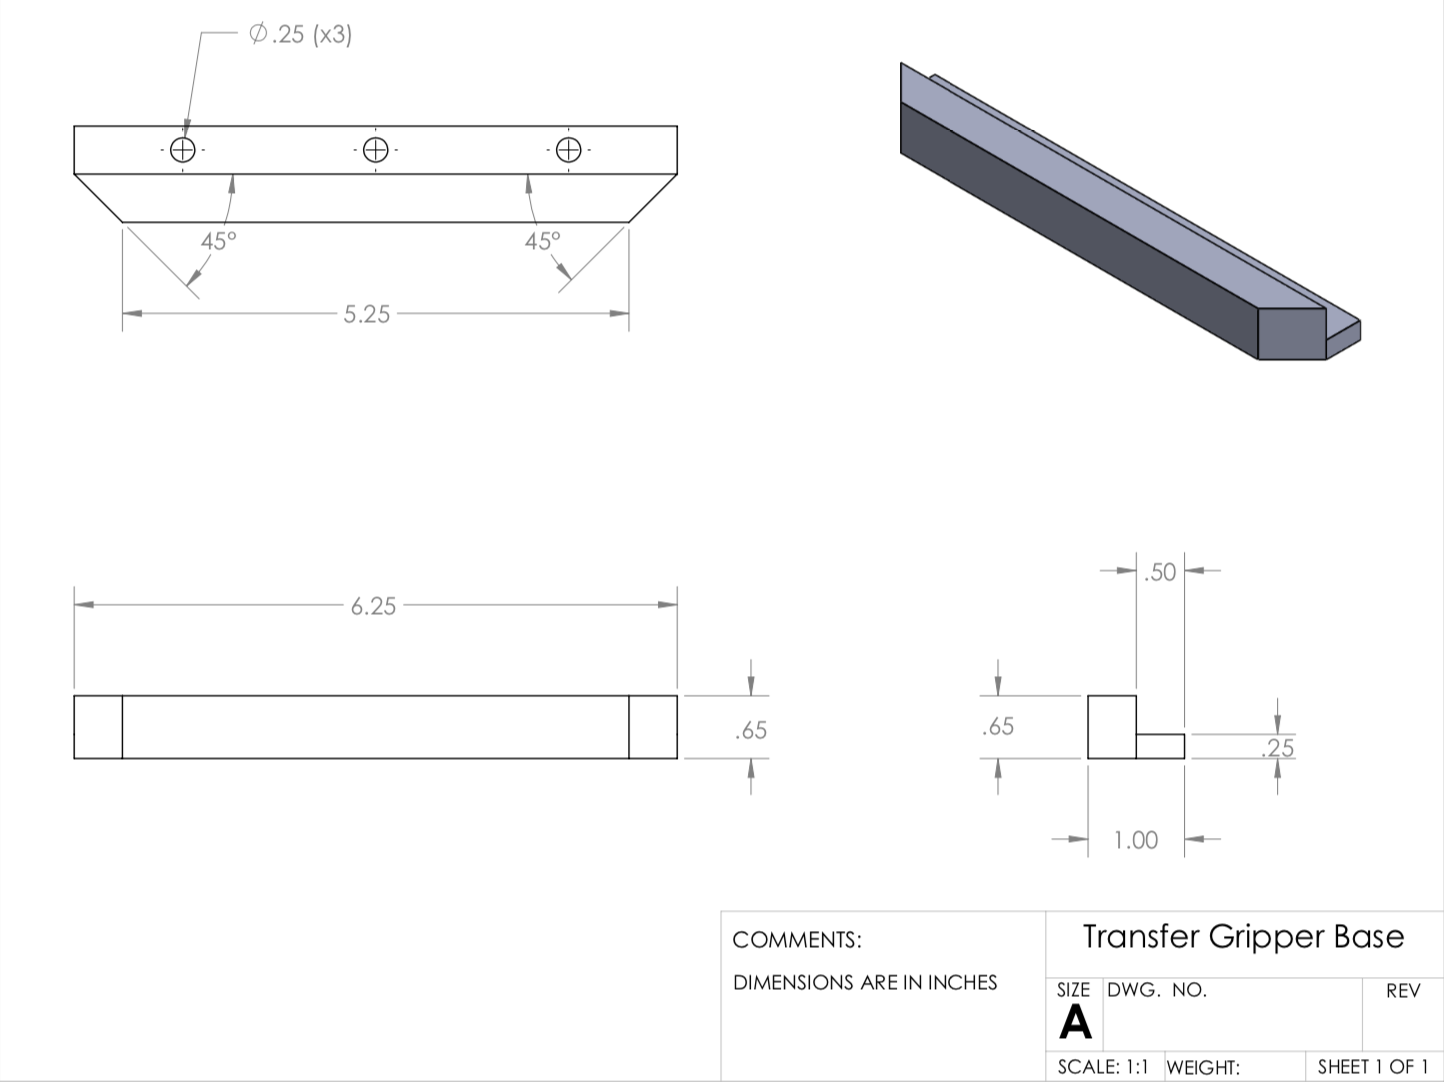 ∅.25 (x3)
45°
45°
5.25
6.25
.65
.50
.65
.25
1.00
COMMENTS:
DIMENSIONS ARE IN INCHES
Transfer Gripper Base
SIZE
A
DWG. NO.
REV
SCALE: 1:1
WEIGHT:
SHEET 1 OF 1